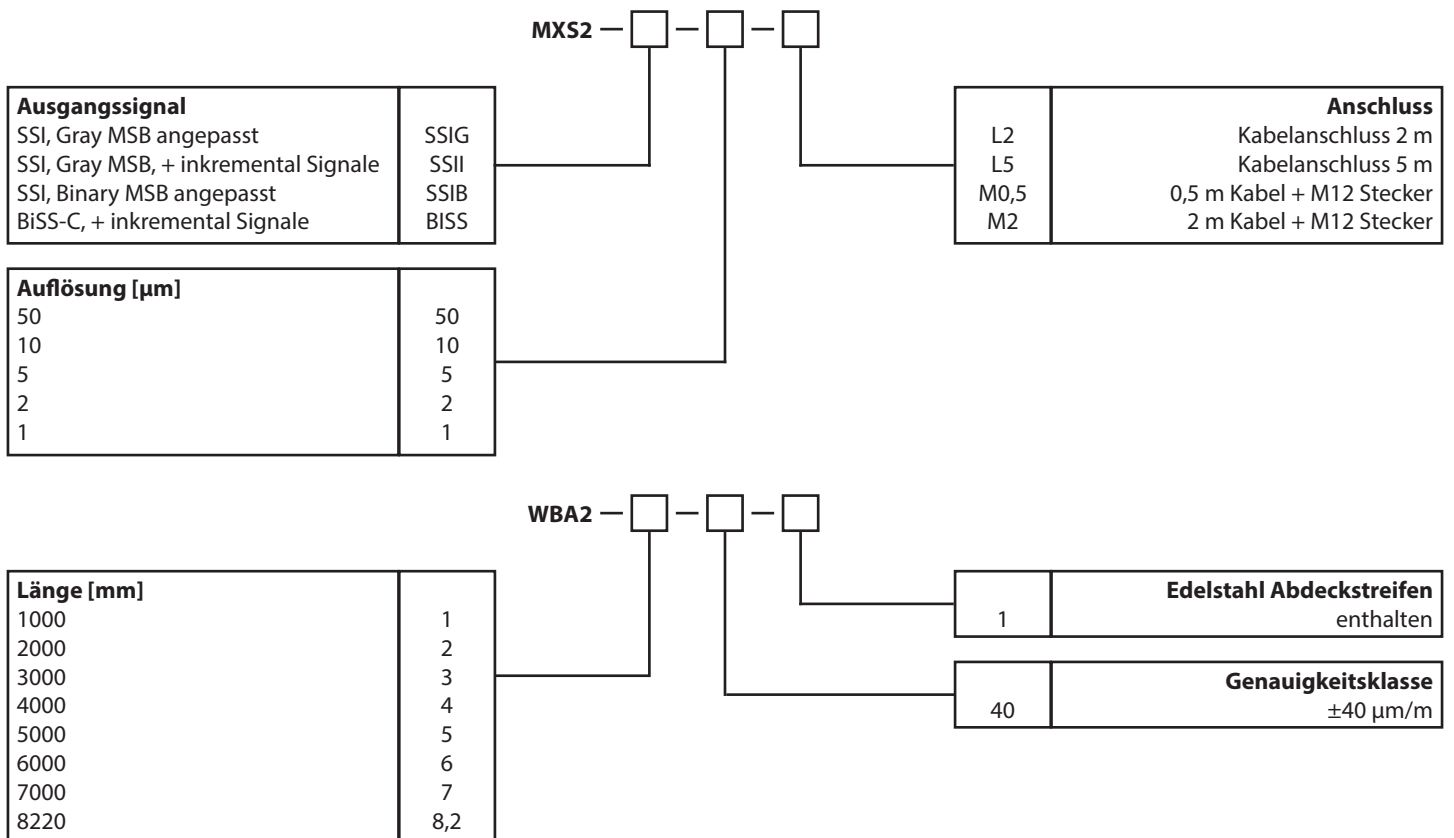 MXS2 — □ — □ — □
Ausgangssignal
SSI, Gray MSB angepasst SSIG
SSI, Gray MSB, + inkremental Signale SSII
SSI, Binary MSB angepasst SSIB
BiSS-C, + inkremental Signale BISS
Anschluss
L2 Kabelanschluss 2 m
L5 Kabelanschluss 5 m
M0,5 0,5 m Kabel + M12 Stecker
M2 2 m Kabel + M12 Stecker
Auflösung [µm]
50 50
10 10
5 5
2 2
1 1
WBA2 — □ — □ — □
Länge [mm]
1000 1
2000 2
3000 3
4000 4
5000 5
6000 6
7000 7
8220 8,2
Edelstahl Abdeckstreifen
1 enthalten
Genauigkeitsklasse
40 ±40 µm/m